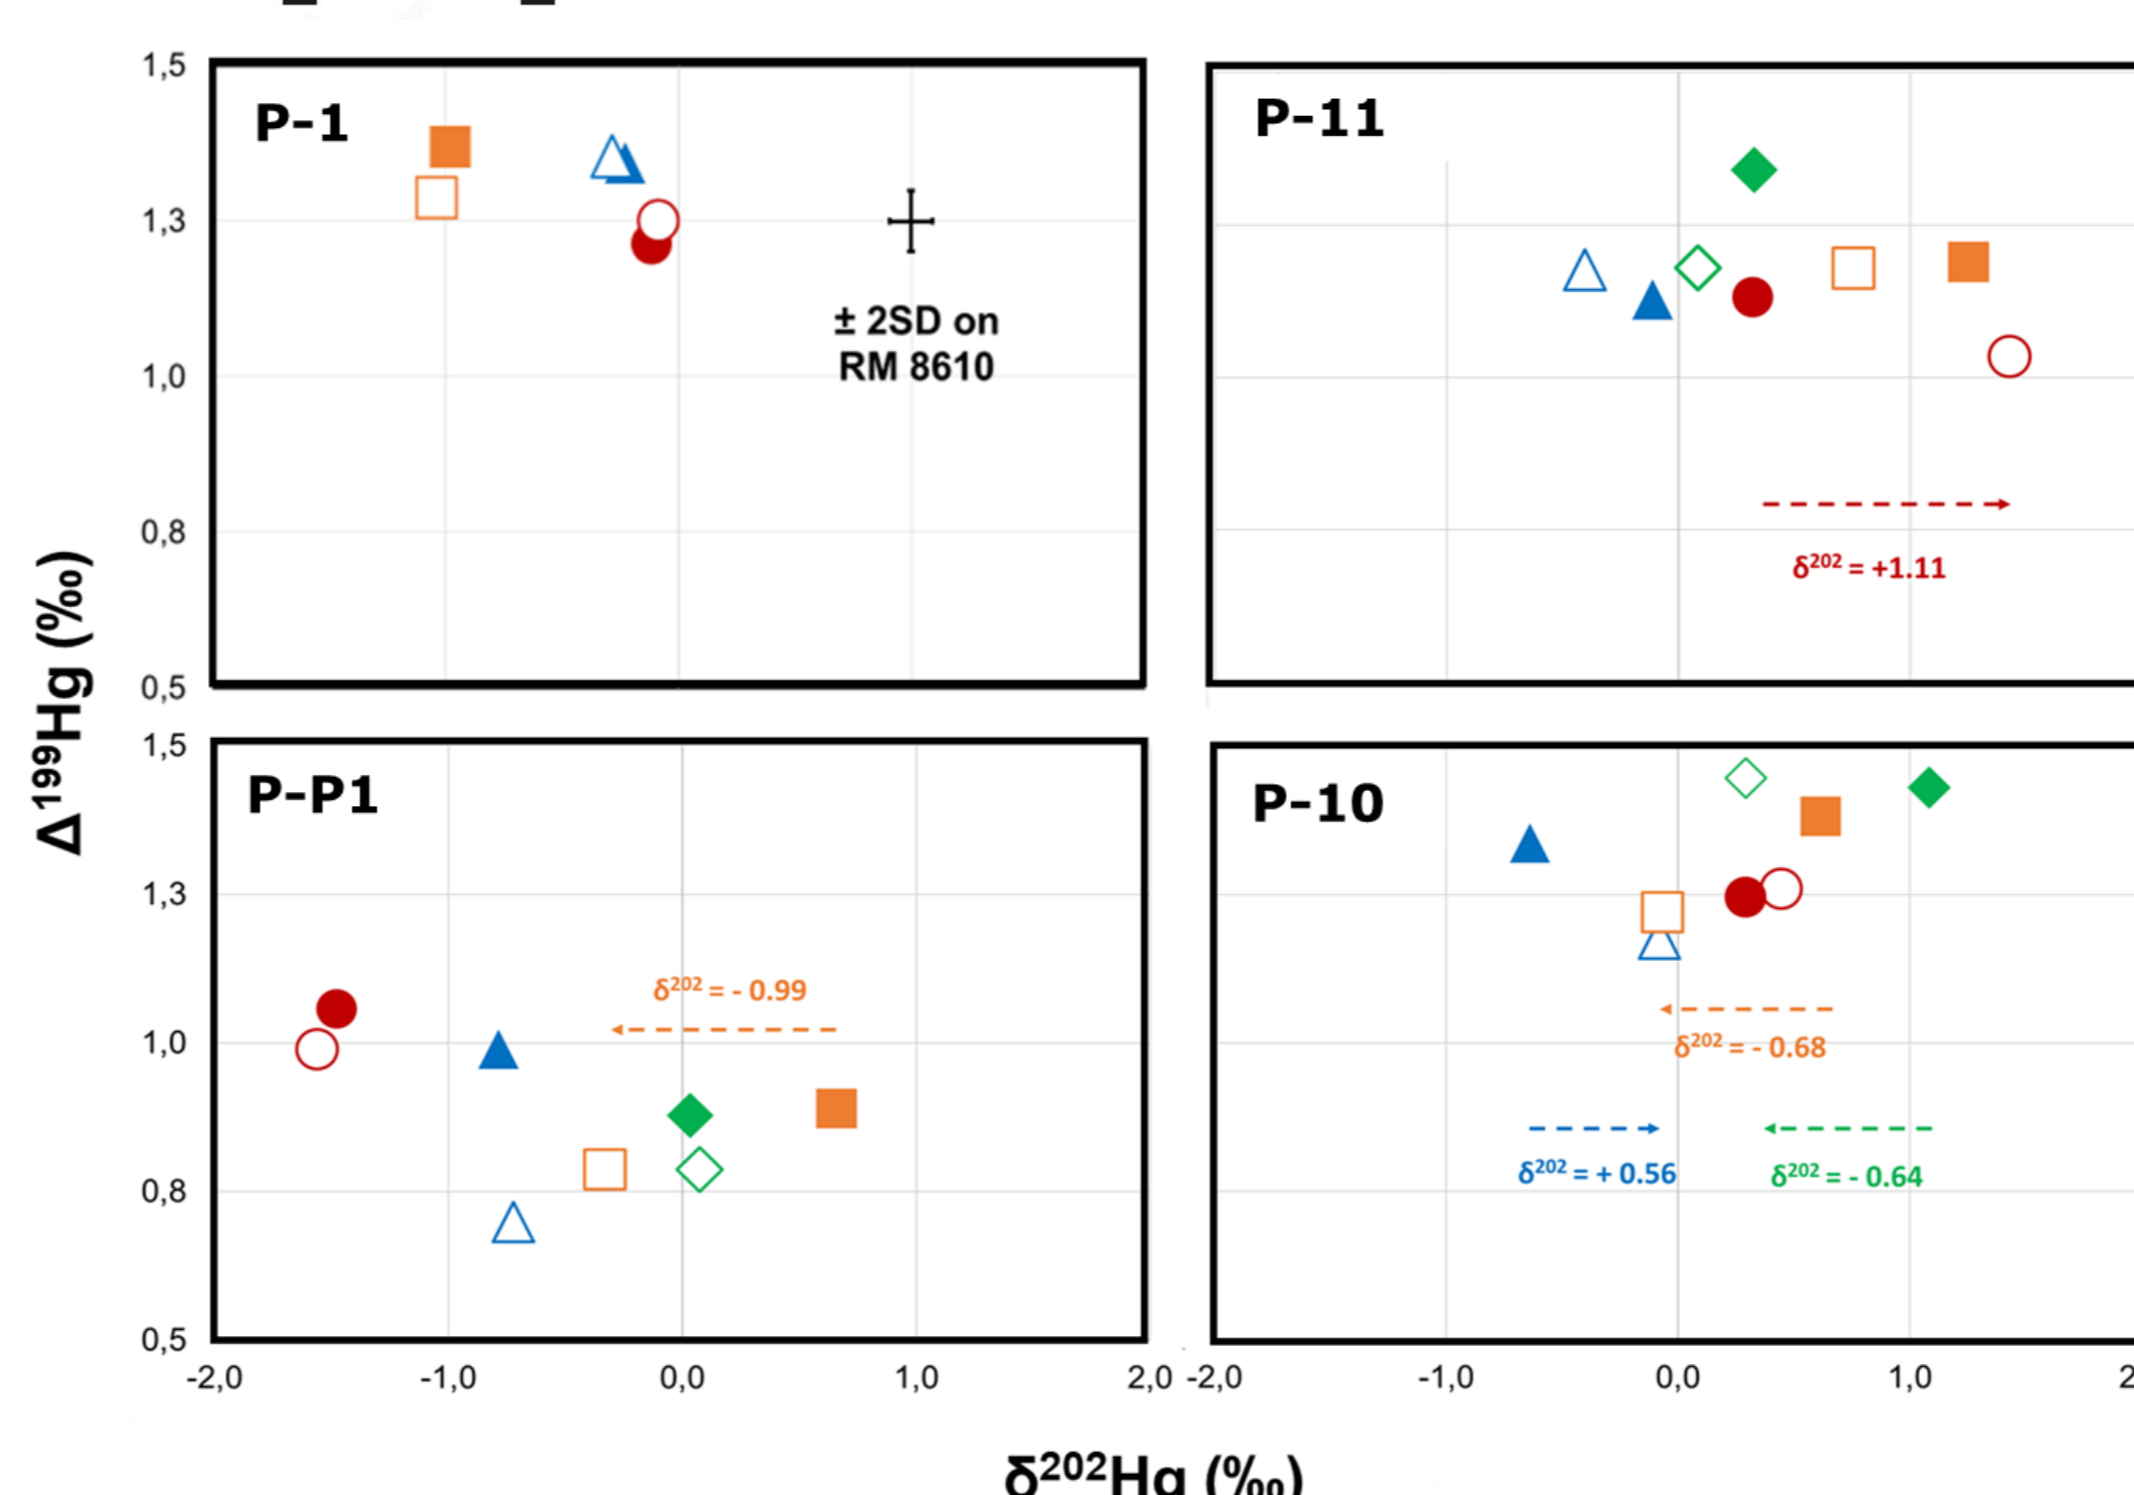 1,5
P-1
1,3
± 2SD on
RM 8610
1,0
0,8
0,5
P-11
δ²⁰² = +1.11
Δ¹⁹⁹Hg (‰)
1,5
P-P1
1,3
δ²⁰² = - 0.99
1,0
0,8
0,5
-2,0 -1,0 0,0 1,0 2,0
P-10
δ²⁰² = - 0.68
δ²⁰² = + 0.56
δ²⁰² = - 0.64
-2,0 -1,0 0,0 1,0
δ²⁰²Hg (‰)